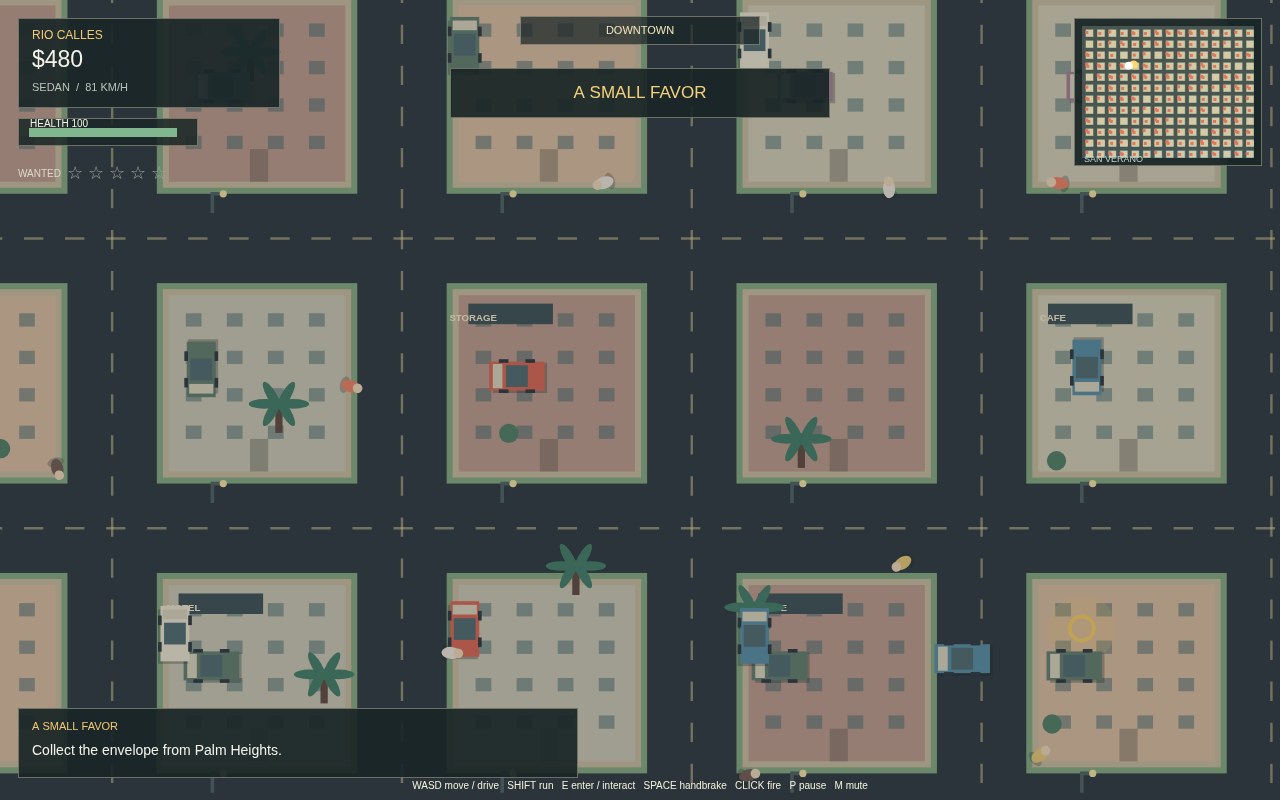 RIO CALLES
$480
SEDAN / 81 KM/H
HEALTH 100
WANTED ☆ ☆ ☆ ☆ ☆
DOWNTOWN
A SMALL FAVOR
SAN VERANO
STORAGE
CAFE
A SMALL FAVOR
Collect the envelope from Palm Heights.
WASD move / drive SHIFT run E enter / interact SPACE handbrake CLICK fire P pause M mute